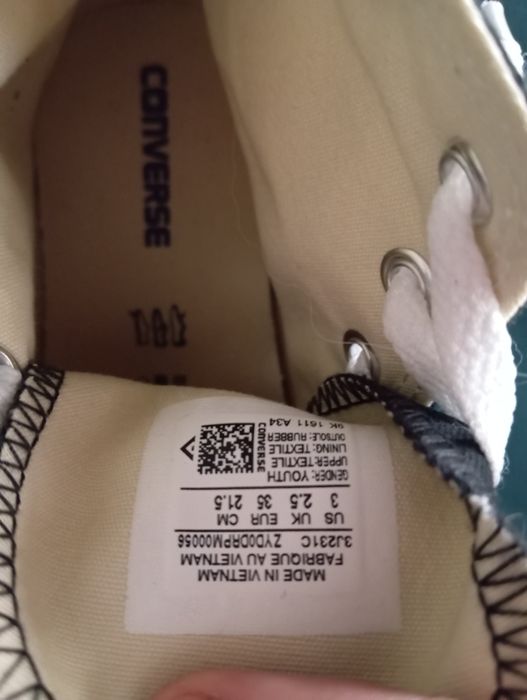 CONVERSE
MADE IN VIETNAM
FABRIQUE AU VIETNAM
3J231C ZYD0DRPM00056
US UK EUR CM
3 2.5 35 21.5
GENDER: YOUTH
UPPER: TEXTILE
LINING: TEXTILE
OUTSOLE: RUBBER
9K 1611 A34
CONVERSE